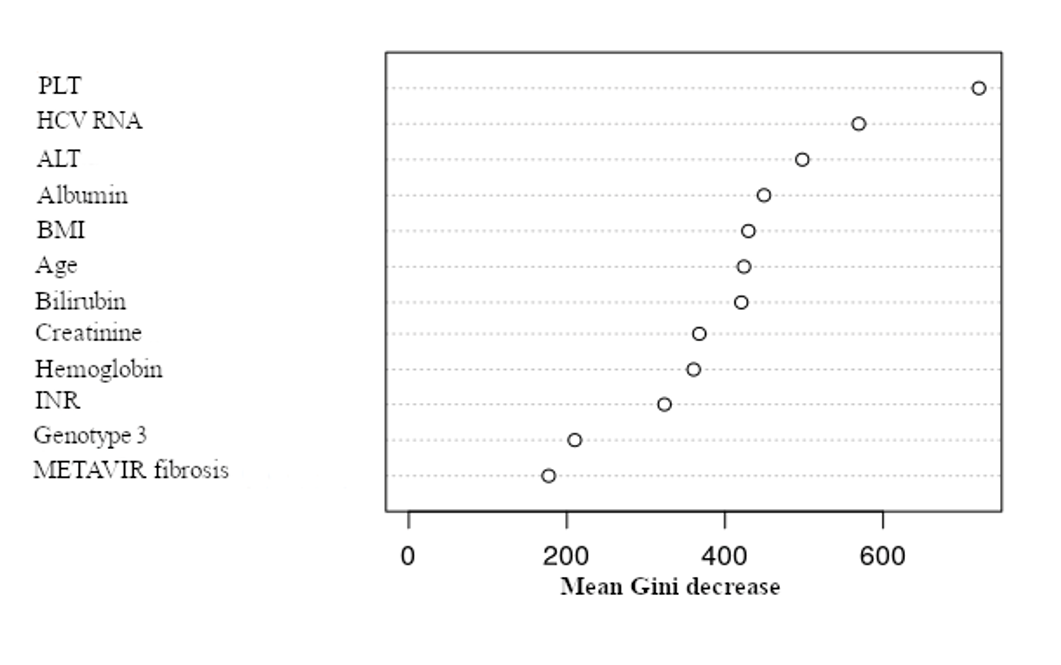 PLT
HCV RNA
ALT
Albumin
BMI
Age
Bilirubin
Creatinine
Hemoglobin
INR
Genotype 3
METAVIR fibrosis
0 200 400 600
Mean Gini decrease